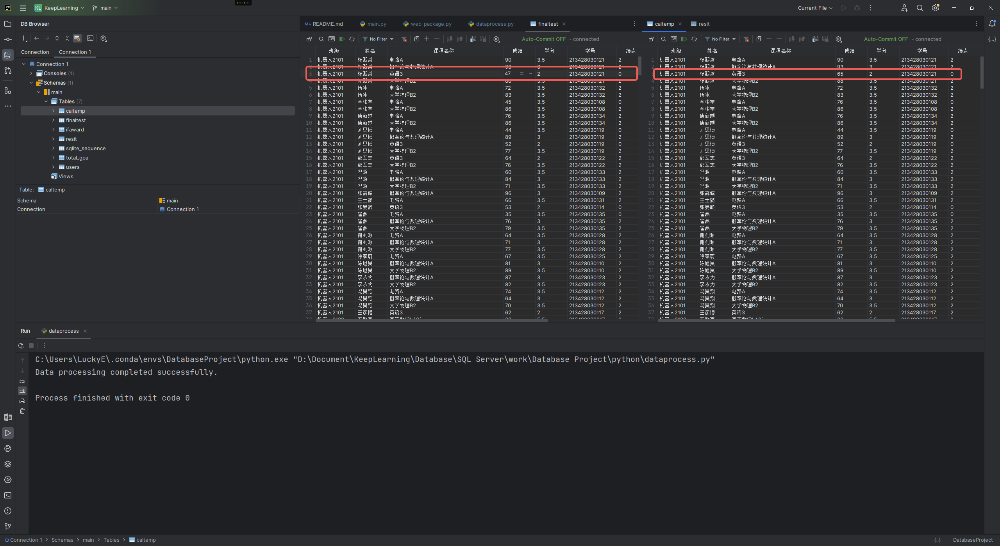 KL KeepLearning main Current File
DB Browser
README.md main.py web_package.py dataprocess.py finaltest caltemp resit
No Filter Auto-Commit OFF - connected No Filter Auto-Commit OFF - connected
Connection Connection 1
班级 姓名 课程名称 成绩 学分 学号 绩点 班级 姓名 课程名称 成绩 学分 学号 绩点
Connection 1
Consoles (1)
Schemas (1)
main
Tables (7)
caltemp
finaltest
ifaward
resit
sqlite_sequence
total_gpa
users
Views
Table: caltemp
Schema main
Connection Connection 1
1 机器人2101 杨熙哲 电路A 90 3.5 213428030121 2
2 机器人2101 杨熙哲 概率论与数理统计A 93 3 213428030121 2
3 机器人2101 杨熙哲 英语3 47 2 213428030121 0
4 机器人2101 杨熙哲 大学物理B2 88 3.5 213428030121 2
5 机器人2101 伍冰 电路A 72 3.5 213428030132 2
6 机器人2101 伍冰 大学物理B2 83 3.5 213428030132 2
7 机器人2101 李彬宇 电路A 45 3.5 213428030108 0
8 机器人2101 李彬宇 大学物理B2 86 3.5 213428030108 2
9 机器人2101 唐新越 电路A 76 3.5 213428030134 2
10 机器人2101 唐新越 大学物理B2 86 3.5 213428030134 2
11 机器人2101 刘思博 电路A 44 3.5 213428030119 0
12 机器人2101 刘思博 概率论与数理统计A 89 3 213428030119 2
13 机器人2101 刘思博 英语3 52 2 213428030119 0
14 机器人2101 刘思博 大学物理B2 77 3.5 213428030119 2
15 机器人2101 郭军志 英语3 64 2 213428030122 2
16 机器人2101 郭军志 大学物理B2 76 3.5 213428030122 2
17 机器人2101 冯源 电路A 60 3.5 213428030133 2
18 机器人2101 冯源 概率论与数理统计A 84 3 213428030133 2
19 机器人2101 冯源 大学物理B2 71 3.5 213428030133 2
20 机器人2101 张嘉诚 概率论与数理统计A 96 3 213428030109 2
21 机器人2101 王士懿 电路A 66 3.5 213428030131 2
22 机器人2101 张晏毓 英语3 53 2 213428030114 0
23 机器人2101 崔磊 电路A 35 3.5 213428030135 0
24 机器人2101 崔磊 概率论与数理统计A 76 3 213428030135 2
25 机器人2101 崔磊 大学物理B2 79 3.5 213428030135 2
26 机器人2101 谢刘源 电路A 64 3.5 213428030128 2
27 机器人2101 谢刘源 概率论与数理统计A 71 3 213428030128 2
28 机器人2101 谢刘源 大学物理B2 77 3.5 213428030128 2
29 机器人2101 徐家蔚 电路A 67 3.5 213428030125 2
30 机器人2101 陈旭昊 概率论与数理统计A 81 3 213428030110 2
31 机器人2101 陈旭昊 大学物理B2 89 3.5 213428030110 2
32 机器人2101 李永为 概率论与数理统计A 87 3 213428030123 2
33 机器人2101 李永为 大学物理B2 82 3.5 213428030123 2
34 机器人2101 冯昊翔 电路A 74 3.5 213428030112 2
35 机器人2101 冯昊翔 概率论与数理统计A 64 3 213428030112 2
36 机器人2101 冯昊翔 大学物理B2 70 3.5 213428030112 2
37 机器人2101 王彦博 英语3 62 2 213428030117 2
1 机器人2101 杨熙哲 电路A 90 3.5 213428030121 2
2 机器人2101 杨熙哲 概率论与数理统计A 93 3 213428030121 2
3 机器人2101 杨熙哲 英语3 65 2 213428030121 0
4 机器人2101 杨熙哲 大学物理B2 88 3.5 213428030121 2
5 机器人2101 伍冰 电路A 72 3.5 213428030132 2
6 机器人2101 伍冰 大学物理B2 83 3.5 213428030132 2
7 机器人2101 李彬宇 电路A 76 3.5 213428030108 0
8 机器人2101 李彬宇 大学物理B2 86 3.5 213428030108 2
9 机器人2101 唐新越 电路A 76 3.5 213428030134 2
10 机器人2101 唐新越 大学物理B2 86 3.5 213428030134 2
11 机器人2101 刘思博 电路A 44 3.5 213428030119 0
12 机器人2101 刘思博 概率论与数理统计A 89 3 213428030119 2
13 机器人2101 刘思博 英语3 52 2 213428030119 0
14 机器人2101 刘思博 大学物理B2 77 3.5 213428030119 2
15 机器人2101 郭军志 英语3 64 2 213428030122 2
16 机器人2101 郭军志 大学物理B2 76 3.5 213428030122 2
17 机器人2101 冯源 电路A 60 3.5 213428030133 2
18 机器人2101 冯源 概率论与数理统计A 84 3 213428030133 2
19 机器人2101 冯源 大学物理B2 71 3.5 213428030133 2
20 机器人2101 张嘉诚 概率论与数理统计A 96 3 213428030109 2
21 机器人2101 王士懿 电路A 66 3.5 213428030131 2
22 机器人2101 张晏毓 英语3 53 2 213428030114 0
23 机器人2101 崔磊 电路A 35 3.5 213428030135 0
24 机器人2101 崔磊 概率论与数理统计A 76 3 213428030135 2
25 机器人2101 崔磊 大学物理B2 79 3.5 213428030135 2
26 机器人2101 谢刘源 电路A 64 3.5 213428030128 2
27 机器人2101 谢刘源 概率论与数理统计A 71 3 213428030128 2
28 机器人2101 谢刘源 大学物理B2 77 3.5 213428030128 2
29 机器人2101 徐家蔚 电路A 67 3.5 213428030125 2
30 机器人2101 陈旭昊 概率论与数理统计A 81 3 213428030110 2
31 机器人2101 陈旭昊 大学物理B2 89 3.5 213428030110 2
32 机器人2101 李永为 概率论与数理统计A 87 3 213428030123 2
33 机器人2101 李永为 大学物理B2 82 3.5 213428030123 2
34 机器人2101 冯昊翔 电路A 74 3.5 213428030112 2
35 机器人2101 冯昊翔 概率论与数理统计A 64 3 213428030112 2
36 机器人2101 冯昊翔 大学物理B2 70 3.5 213428030112 2
37 机器人2101 王彦博 英语3 62 2 213428030117 2
Run dataprocess
C:\Users\LuckyE\.conda\envs\DatabaseProject\python.exe "D:\Document\KeepLearning\Database\SQL Server\work\Database Project\python\dataprocess.py"
Data processing completed successfully.
Process finished with exit code 0
Connection 1 > Schemas > main > Tables > caltemp {...} DatabaseProject